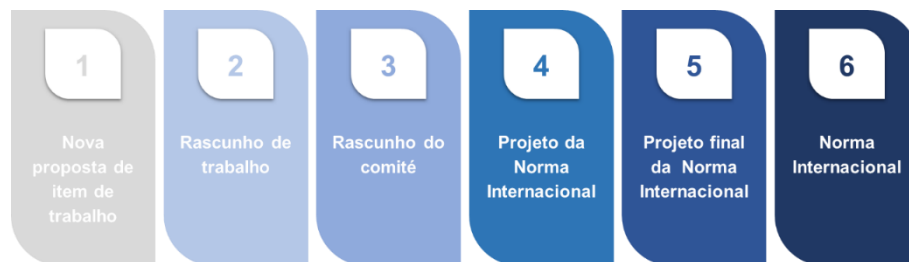 1
Nova
proposta de
item de
trabalho
2
Rascunho de
trabalho
3
Rascunho do
comité
4
Projeto da
Norma
Internacional
5
Projeto final
da Norma
Internacional
6
Norma
Internacional